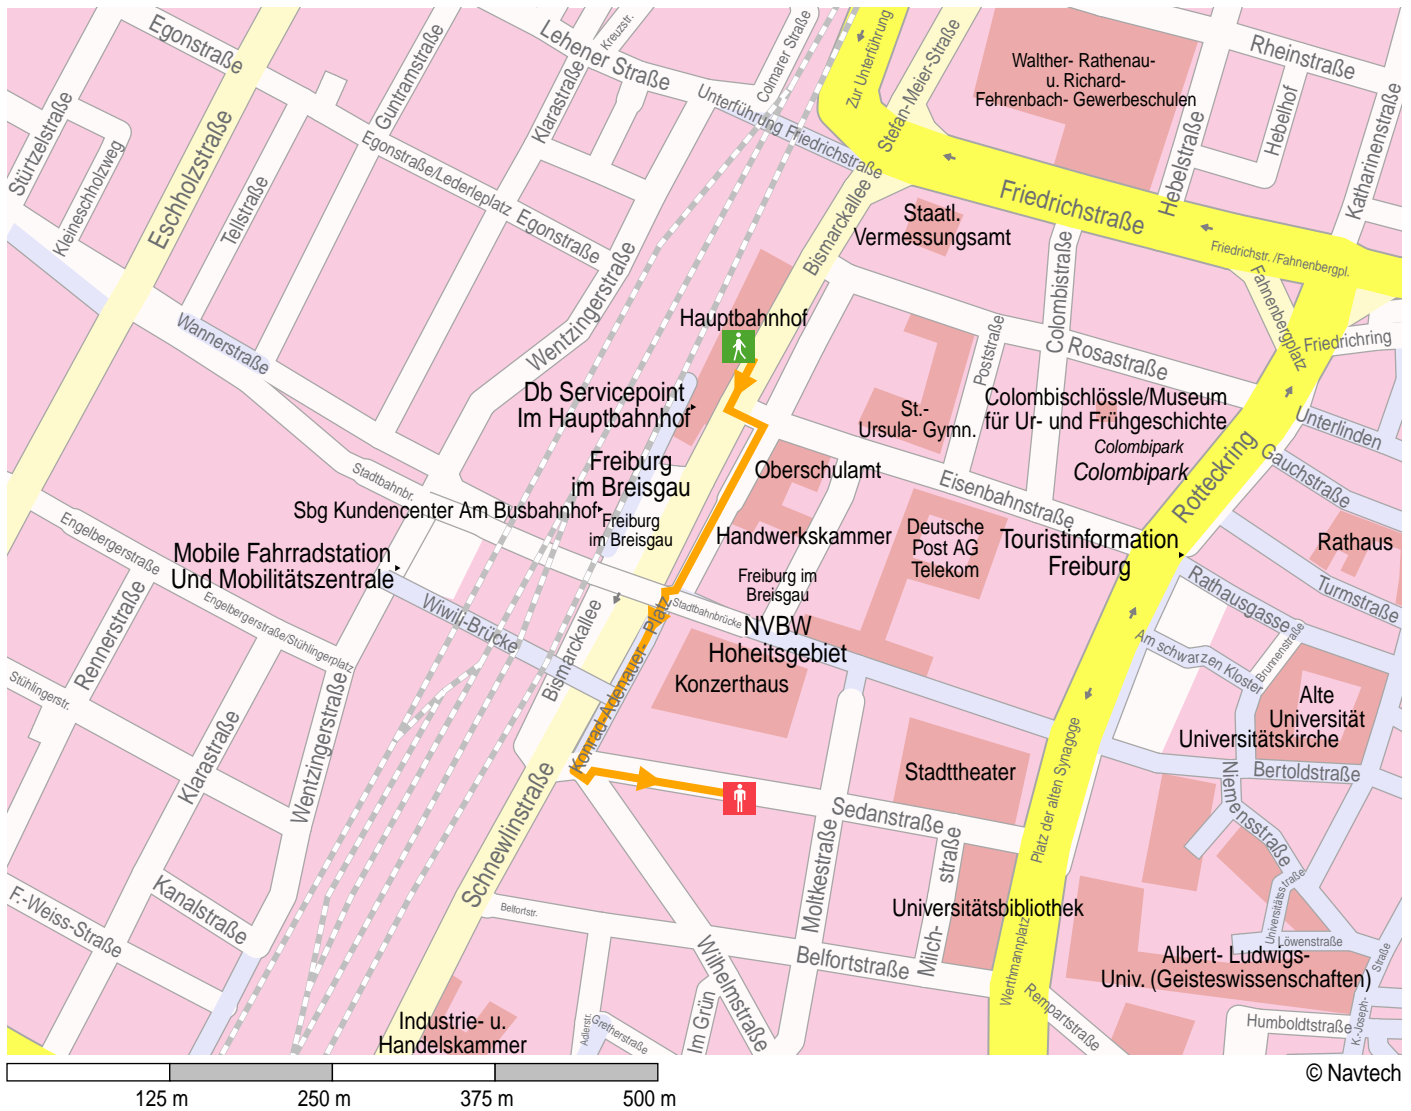 Egonstraße
Guntramstraße
Lehener Straße
Kreuzstr.
Klarastraße
Colmarer Straße
Zur Unterführung
Stefan-Meier-Straße
Walther- Rathenau-
u. Richard-
Fehrenbach- Gewerbeschulen
Rheinstraße
Hebelhof
Hebelstraße
Katharinenstraße
Stürtzelstraße
Kleineschholzweg
Eschholzstraße
Tellstraße
Egonstraße/Lederleplatz
Egonstraße
Unterführung Friedrichstraße
Friedrichstraße
Friedrichstr. /Fahnenbergpl.
Fahnenbergplatz
Friedrichring
Staatl.
Vermessungsamt
Bismarckallee
Colombistraße
Wentzingerstraße
Wannerstraße
Hauptbahnhof
Poststraße
Rosastraße
Db Servicepoint
Im Hauptbahnhof
St.-
Ursula- Gymn.
Colombischlössle/Museum
für Ur- und Frühgeschichte
Colombipark
Colombipark
Unterlinden
Gauchstraße
Rotteckring
Stadtbahnbr.
Freiburg
im Breisgau
Oberschulamt
Eisenbahnstraße
Sbg Kundencenter Am Busbahnhof
Freiburg
im Breisgau
Handwerkskammer
Deutsche
Post AG
Telekom
Touristinformation
Freiburg
Rathaus
Turmstraße
Rathausgasse
Engelbergerstraße
Mobile Fahrradstation
Und Mobilitätszentrale
Freiburg im
Breisgau
Stadtbahnbrücke
Rennerstraße
Engelbergerstraße/Stühlingerplatz
Wiwilj-Brücke
Bismarckallee
Konrad-Adenauer- Platz
NVBW
Hoheitsgebiet
Konzerthaus
Am schwarzen Kloster
Brunnenstraße
Alte
Universität
Universitätskirche
Stühlingerstr.
Klarastraße
Wentzingerstraße
Platz der alten Synagoge
Stadttheater
Bertoldstraße
Niemensstraße
Schnewlinstraße
Sedanstraße
Moltkestraße
Milch-
straße
Universitätsbibliothek
Universitätsstraße
Löwenstraße
F.-Weiss-Straße
Kanalstraße
Belfortstr.
Belfortstraße
Wilhelmstraße
Im Grün
Werthmannplatz
Rempartstraße
Albert- Ludwigs-
Univ. (Geisteswissenschaften)
K.-Joseph-
Straße
Humboldtstraße
Industrie- u.
Handelskammer
Adlerstr.
Gretherstraße
125 m
250 m
375 m
500 m
© Navtech